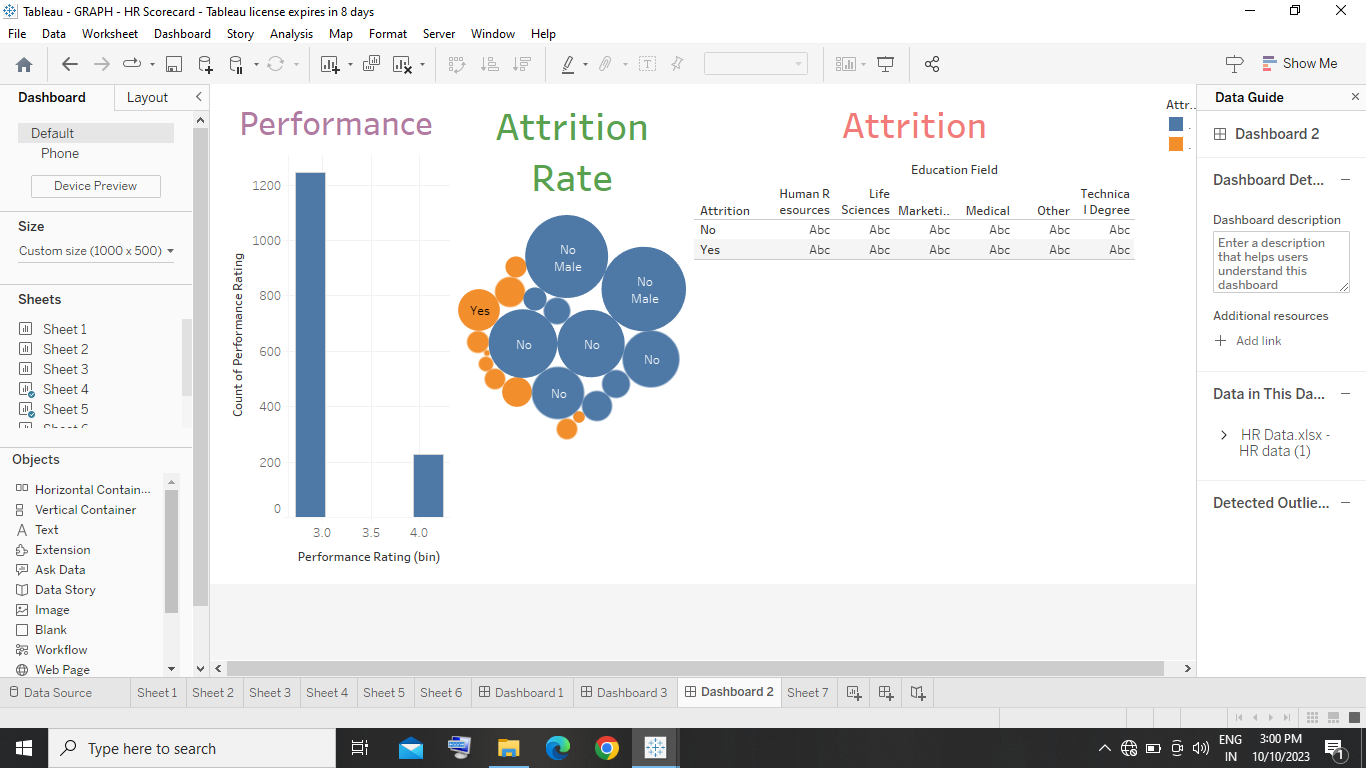 Tableau - GRAPH - HR Scorecard - Tableau license expires in 8 days
File Data Worksheet Dashboard Story Analysis Map Format Server Window Help
Show Me
Dashboard Layout
Default
Phone
Device Preview
Size
Custom size (1000 x 500)
Sheets
Sheet 1
Sheet 2
Sheet 3
Sheet 4
Sheet 5
Objects
Horizontal Contain...
Vertical Container
Text
Extension
Ask Data
Data Story
Image
Blank
Workflow
Web Page
Performance
Count of Performance Rating
1200
1000
800
600
400
200
0
3.0 3.5 4.0
Performance Rating (bin)
Attrition
Rate
No
Male
No
Male
Yes
No
No
No
No
Attrition
Education Field
Attrition
Human R
esources
Life
Sciences
Marketi..
Medical
Other
Technica
l Degree
No Abc Abc Abc Abc Abc Abc
Yes Abc Abc Abc Abc Abc Abc
Attr..
Data Guide
Dashboard 2
Dashboard Det...
Dashboard description
Enter a description
that helps users
understand this
dashboard
Additional resources
Add link
Data in This Da...
HR Data.xlsx -
HR data (1)
Detected Outlie...
Data Source Sheet 1 Sheet 2 Sheet 3 Sheet 4 Sheet 5 Sheet 6 Dashboard 1 Dashboard 3 Dashboard 2 Sheet 7
Type here to search
ENG
IN
3:00 PM
10/10/2023
1